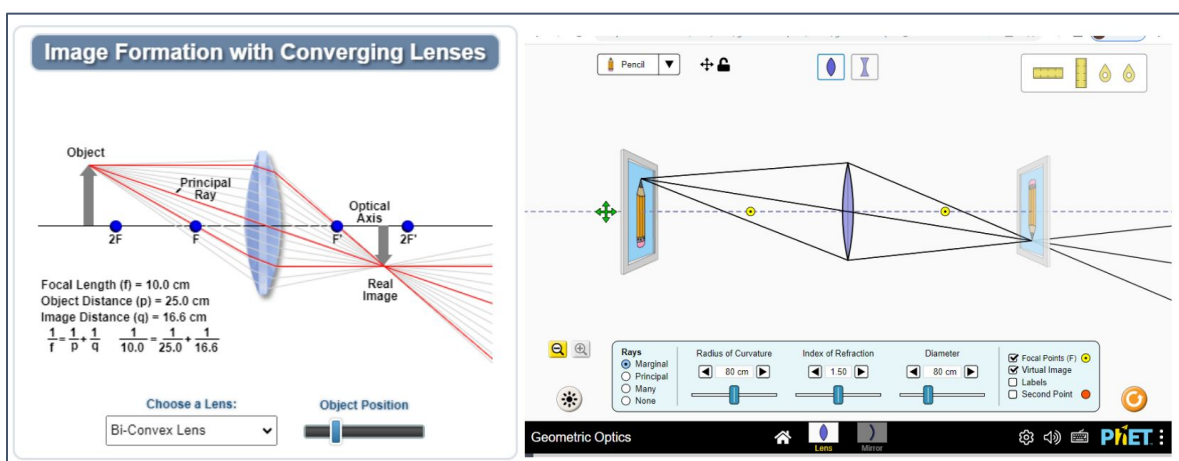 Image Formation with Converging Lenses
Object
Principal
Ray
Optical
Axis
2F
F
F'
2F'
Real
Image
Focal Length (f) = 10.0 cm
Object Distance (p) = 25.0 cm
Image Distance (q) = 16.6 cm
1/f = 1/p + 1/q 1/10.0 = 1/25.0 + 1/16.6
Choose a Lens:
Bi-Convex Lens
Object Position
Pencil
Rays
Marginal
Principal
Many
None
Radius of Curvature
80 cm
Index of Refraction
1.50
Diameter
80 cm
Focal Points (F)
Virtual Image
Labels
Second Point
Geometric Optics
Lens
Mirror
PhET